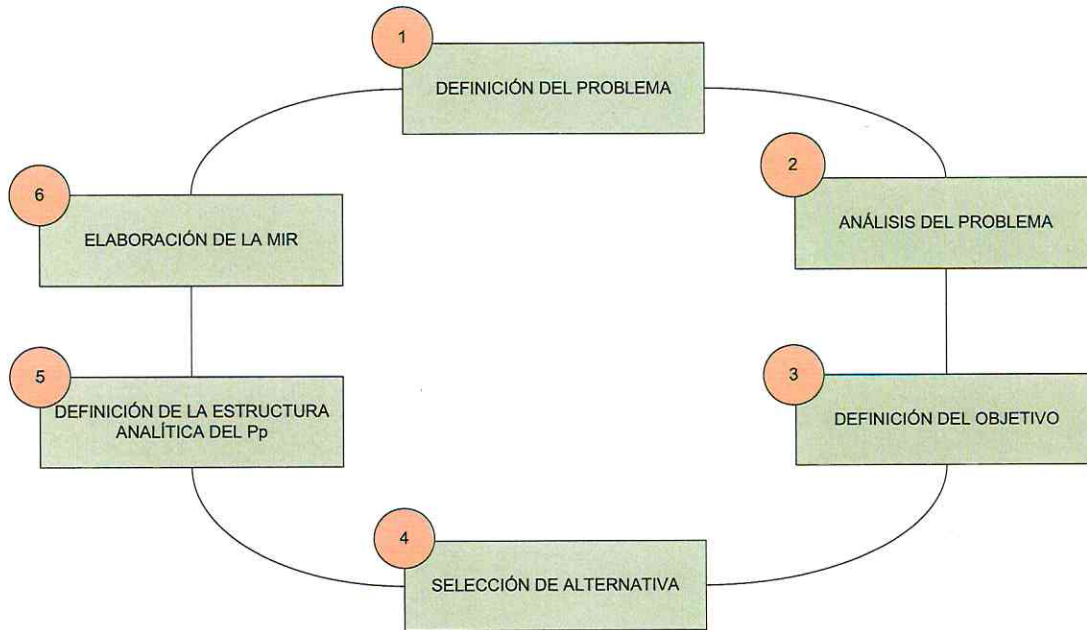 1
DEFINICIÓN DEL PROBLEMA
2
ANÁLISIS DEL PROBLEMA
3
DEFINICIÓN DEL OBJETIVO
4
SELECCIÓN DE ALTERNATIVA
5
DEFINICIÓN DE LA ESTRUCTURA
ANALÍTICA DEL Pp
6
ELABORACIÓN DE LA MIR